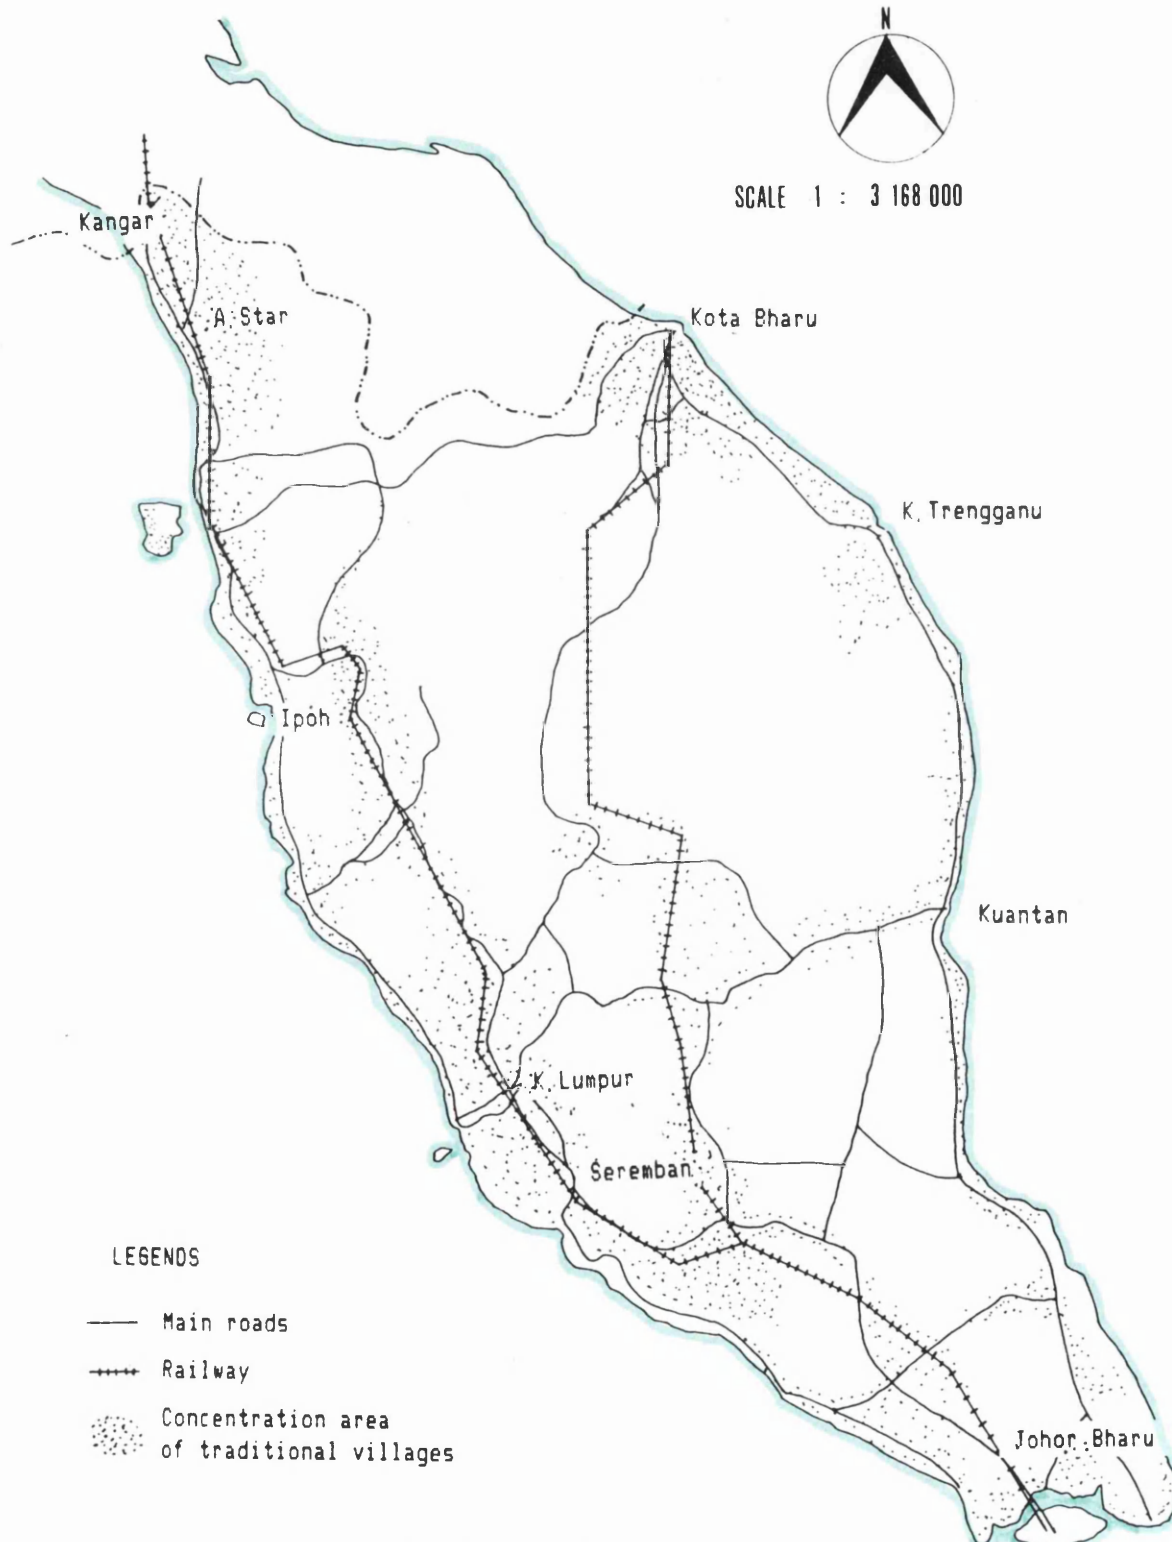 N
SCALE 1 : 3 168 000
Kangar
A.Star
Kota Bharu
K.Trengganu
Ipoh
Kuantan
K.Lumpur
Seremban
LEGENDS
Main roads
Railway
Concentration area
of traditional villages
Johor.Bharu